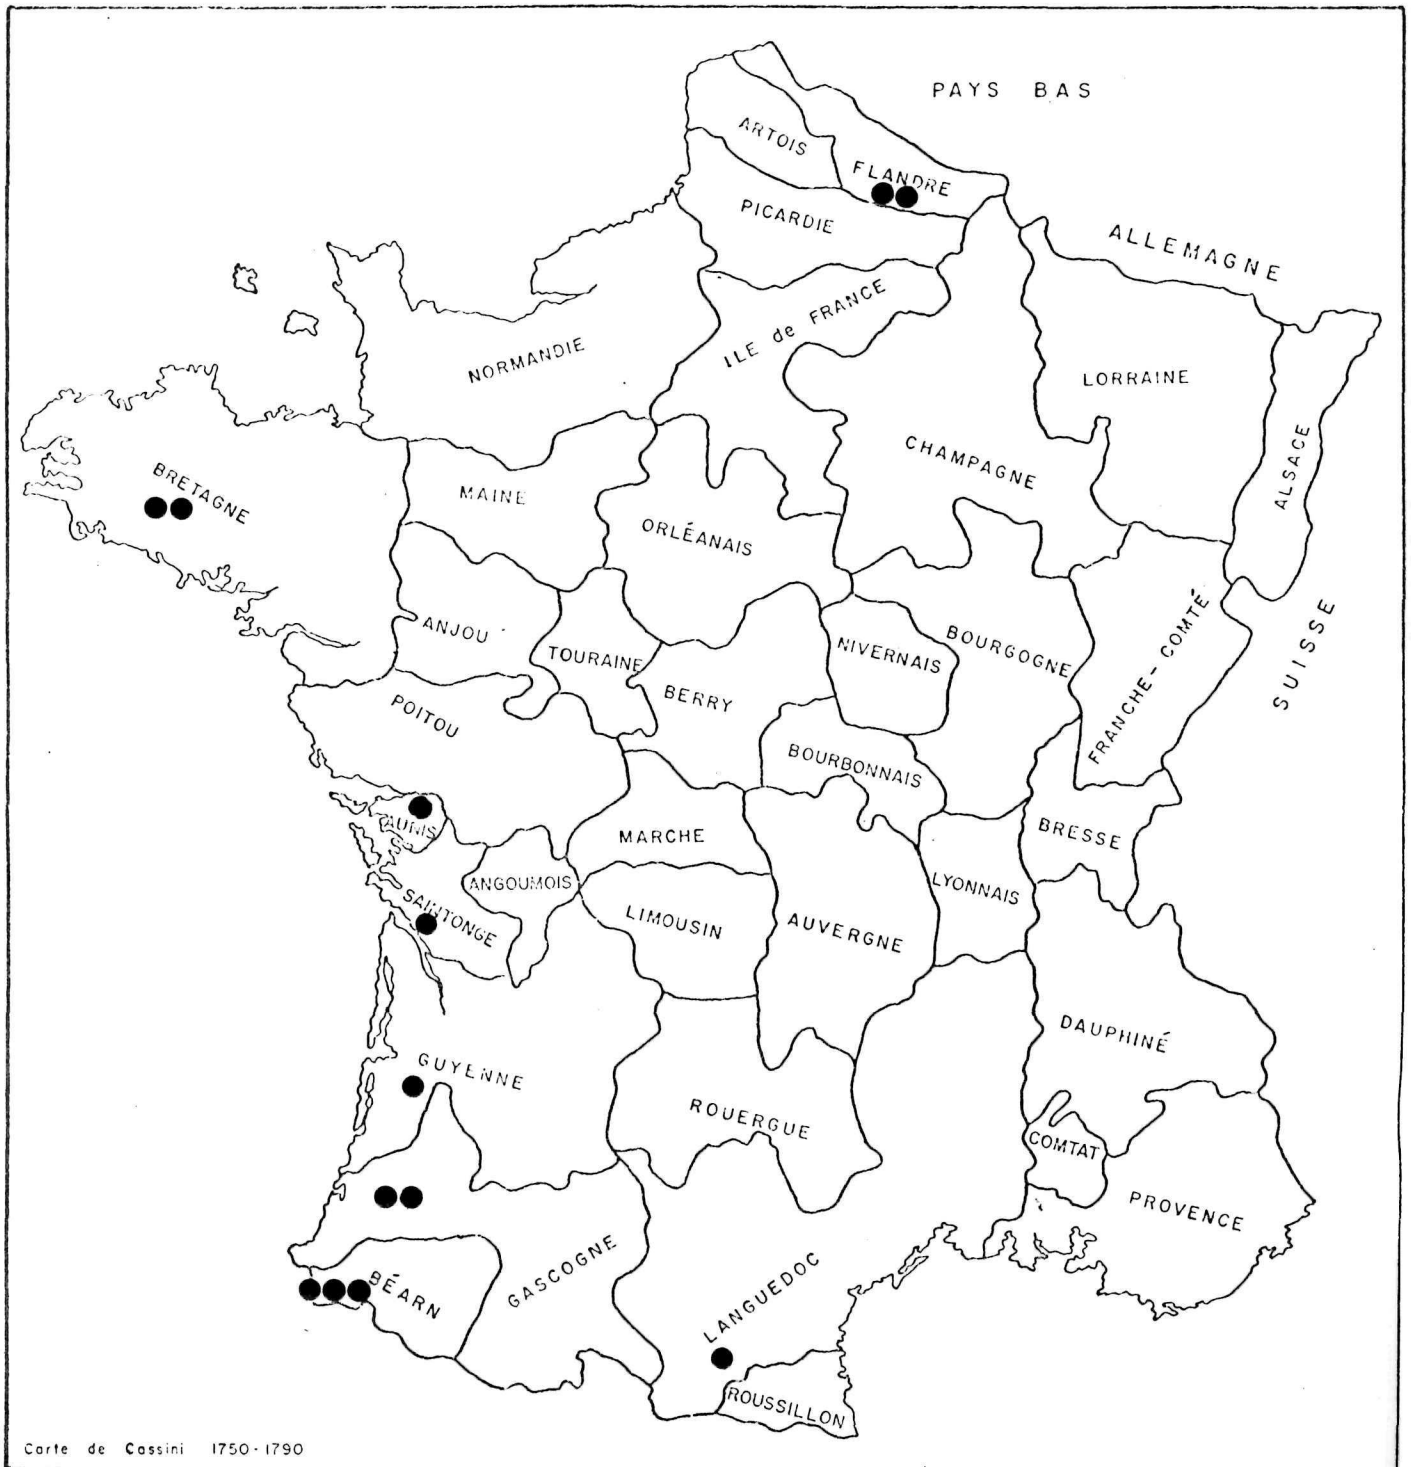 PAYS BAS
ARTOIS
FLANDRE
PICARDIE
ALLEMAGNE
ILE de FRANCE
NORMANDIE
LORRAINE
CHAMPAGNE
ALSACE
BRETAGNE
MAINE
ORLÉANAIS
ANJOU
TOURAINE
NIVERNAIS
BOURGOGNE
FRANCHE-COMTÉ
SUISSE
BERRY
POITOU
BOURBONNAIS
AUNIS
MARCHE
BRESSE
ANGOUMOIS
LYONNAIS
SAINTONGE
LIMOUSIN
AUVERGNE
DAUPHINÉ
GUYENNE
ROUERGUE
COMTAT
PROVENCE
GASCOGNE
BÉARN
LANGUEDOC
ROUSSILLON
Carte de Cassini 1750-1790